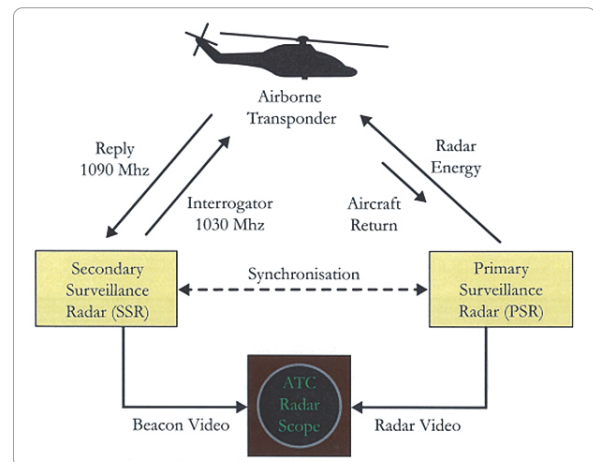 Airborne
Transponder
Reply
1090 Mhz
Radar
Energy
Interrogator
1030 Mhz
Aircraft
Return
Secondary
Surveillance
Radar (SSR)
Synchronisation
Primary
Surveillance
Radar (PSR)
ATC
Radar
Scope
Beacon Video
Radar Video